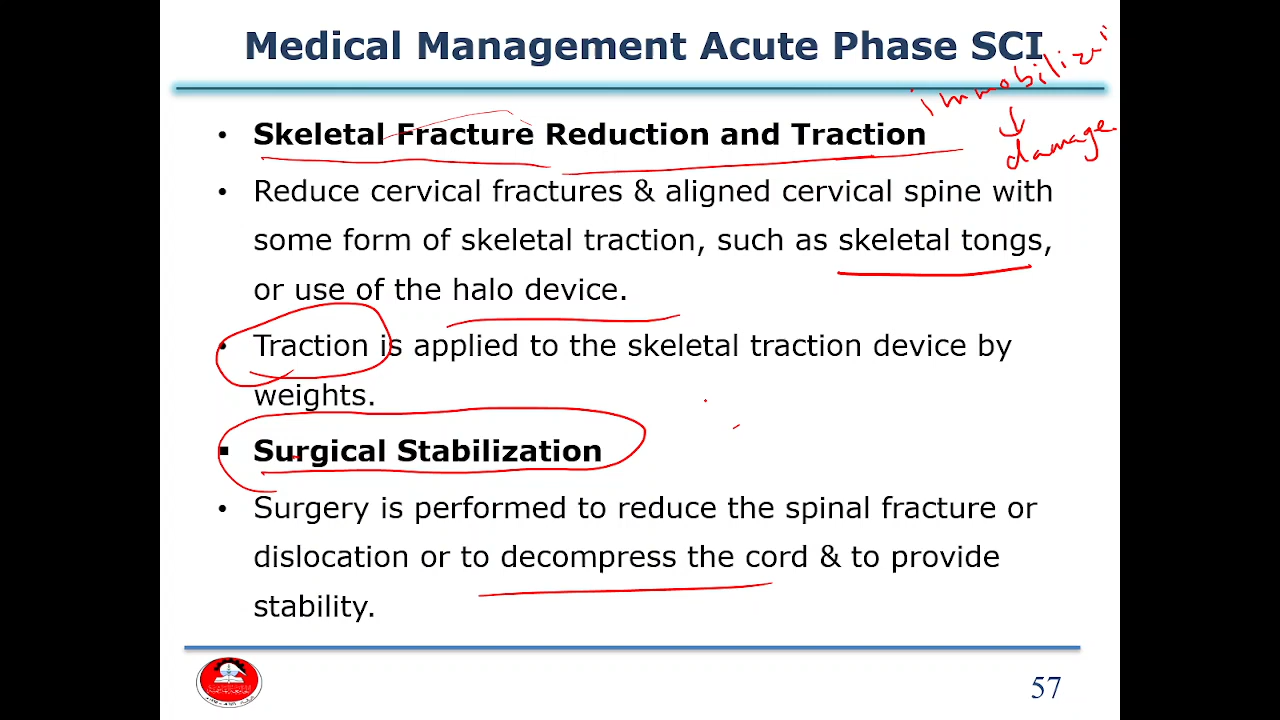 Medical Management Acute Phase SCI
immobilizati
damage
• Skeletal Fracture Reduction and Traction
• Reduce cervical fractures & aligned cervical spine with
some form of skeletal traction, such as skeletal tongs,
or use of the halo device.
• Traction is applied to the skeletal traction device by
weights.
▪ Surgical Stabilization
• Surgery is performed to reduce the spinal fracture or
dislocation or to decompress the cord & to provide
stability.
57